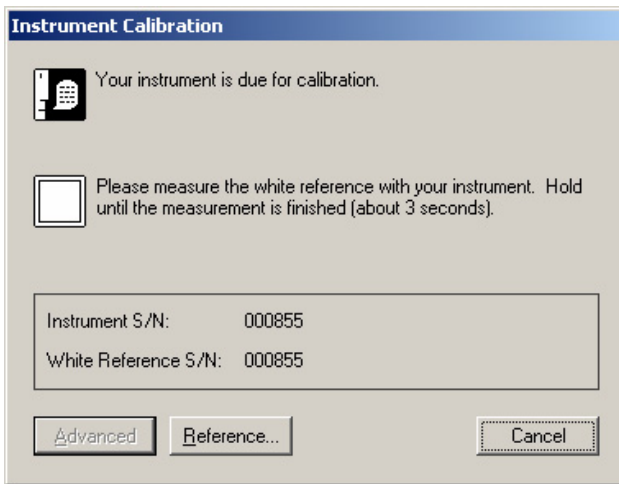 Instrument Calibration
Your instrument is due for calibration.
Please measure the white reference with your instrument. Hold
until the measurement is finished (about 3 seconds).
Instrument S/N: 000855
White Reference S/N: 000855
Advanced Reference... Cancel